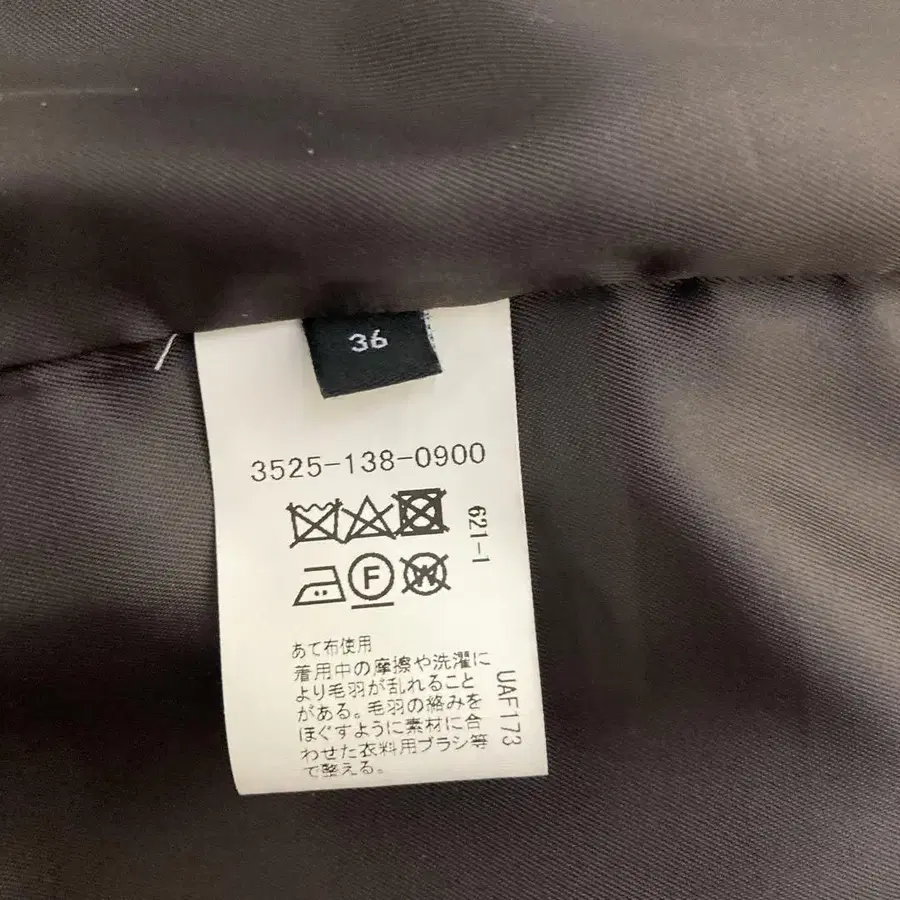 36
3525-138-0900
621-1
F
W
あて布使用
着用中の摩擦や洗濯に
より毛羽が乱れること
がある。毛羽の絡みを
ほぐすように素材に合
わせた衣料用ブラシ等
で整える。
UAF173